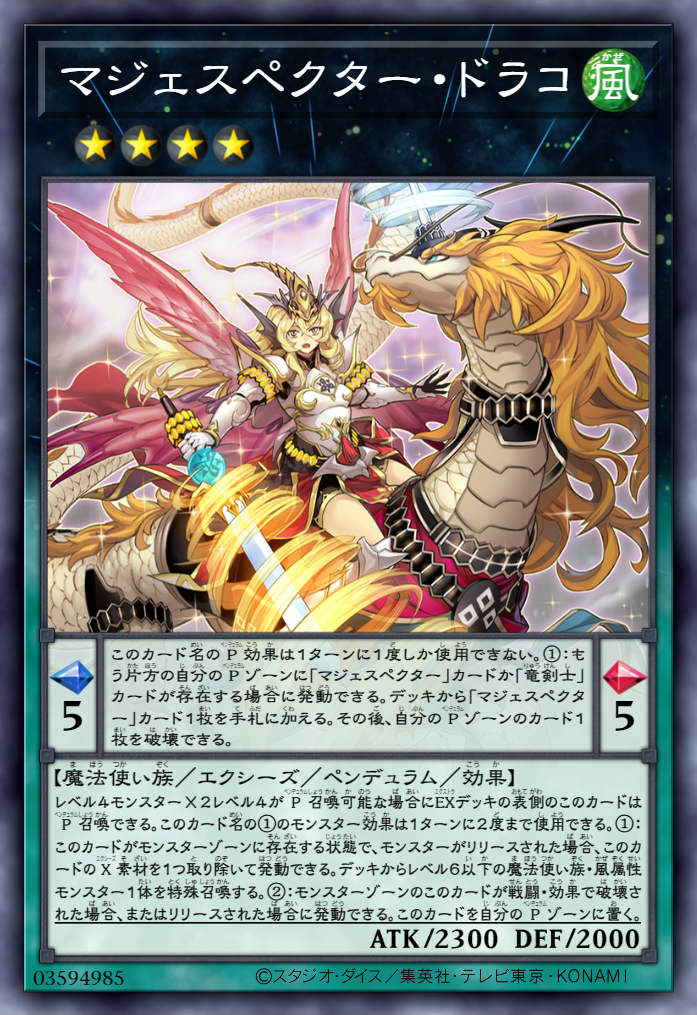 マジェスペクター・ドラコ 風
5
このカード名のP効果は1ターンに1度しか使用できない。①:も
う片方の自分のPゾーンに「マジェスペクター」カードか「竜剣士」
カードが存在する場合に発動できる。デッキから「マジェスペクタ
ー」カード1枚を手札に加える。その後、自分のPゾーンのカード1
枚を破壊できる。
5
【魔法使い族/エクシーズ/ペンデュラム/効果】
レベル4モンスター×2レベル4がP召喚可能な場合にEXデッキの表側のこのカードは
P召喚できる。このカード名の①のモンスター効果は1ターンに2度まで使用できる。①:
このカードがモンスターゾーンに存在する状態で、モンスターがリリースされた場合、このカ
ードのX素材を1つ取り除いて発動できる。デッキからレベル6以下の魔法使い族・風属性
モンスター1体を特殊召喚する。②:モンスターゾーンのこのカードが戦闘・効果で破壊さ
れた場合、またはリリースされた場合に発動できる。このカードを自分のPゾーンに置く。
ATK/2300 DEF/2000
03594985 ©スタジオ・ダイス/集英社・テレビ東京・KONAMI